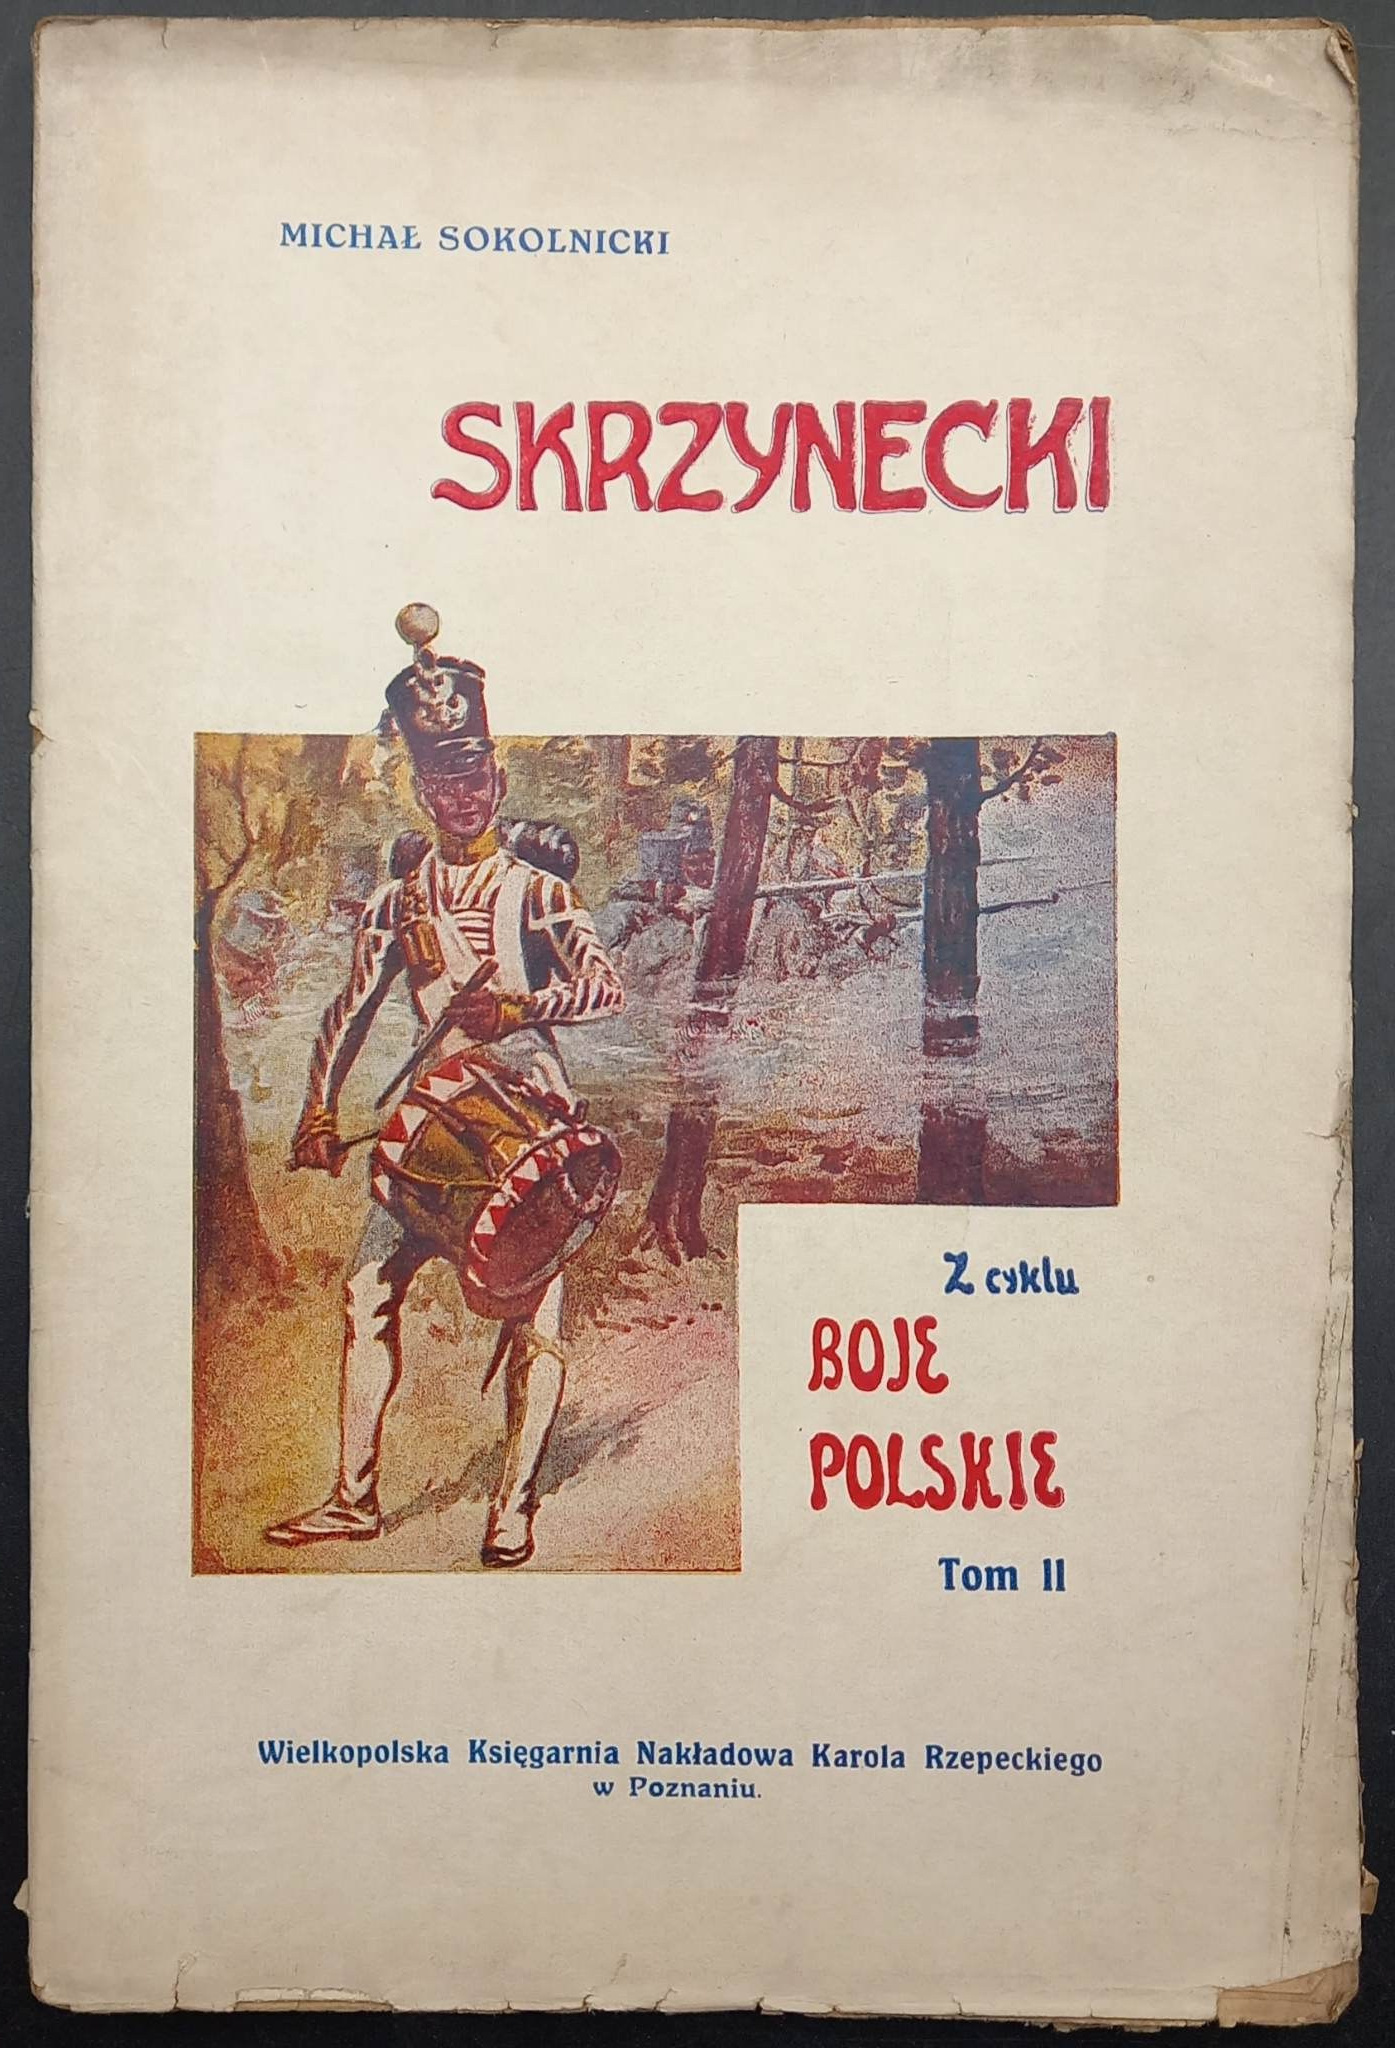 MICHAŁ SOKOLNICKI
SKRZYNECKI
Z cyklu
BOJE
POLSKIE
Tom II
Wielkopolska Księgarnia Nakładowa Karola Rzepeckiego
w Poznaniu.